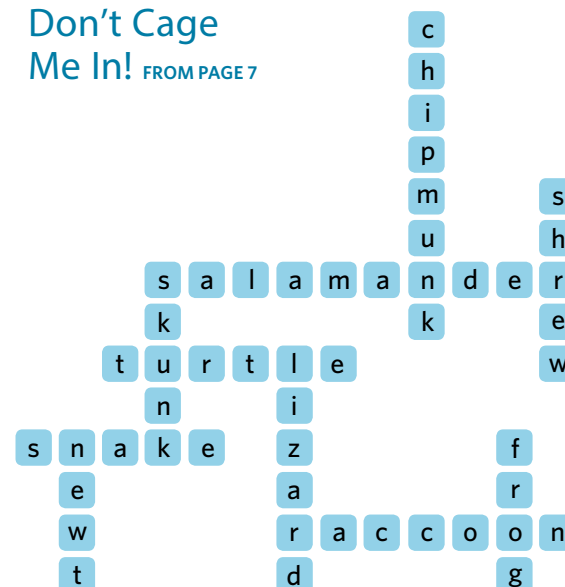 Don't Cage
Me In! FROM PAGE 7
c
h
i
p
m s
u h
s a l a m a n d e r
k k e
t u r t l e w
n i
s n a k e z f
e a r
w r a c c o o n
t d g